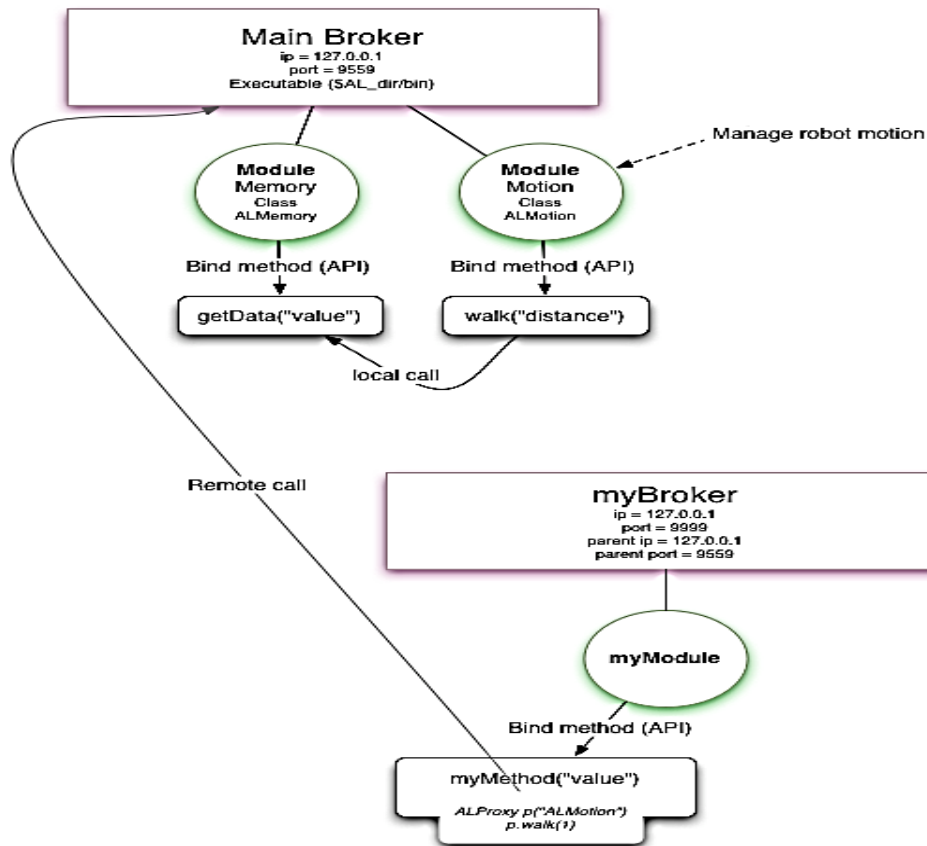 Main Broker
ip = 127.0.0.1
port = 9559
Executable ($AL_dir/bin)
Manage robot motion
Module
Memory
Class
ALMemory
Module
Motion
Class
ALMotion
Bind method (API)
Bind method (API)
getData("value")
walk("distance")
local call
Remote call
myBroker
ip = 127.0.0.1
port = 9999
parent ip = 127.0.0.1
parent port = 9559
myModule
Bind method (API)
myMethod("value")
ALProxy p("ALMotion")
p.walk(1)